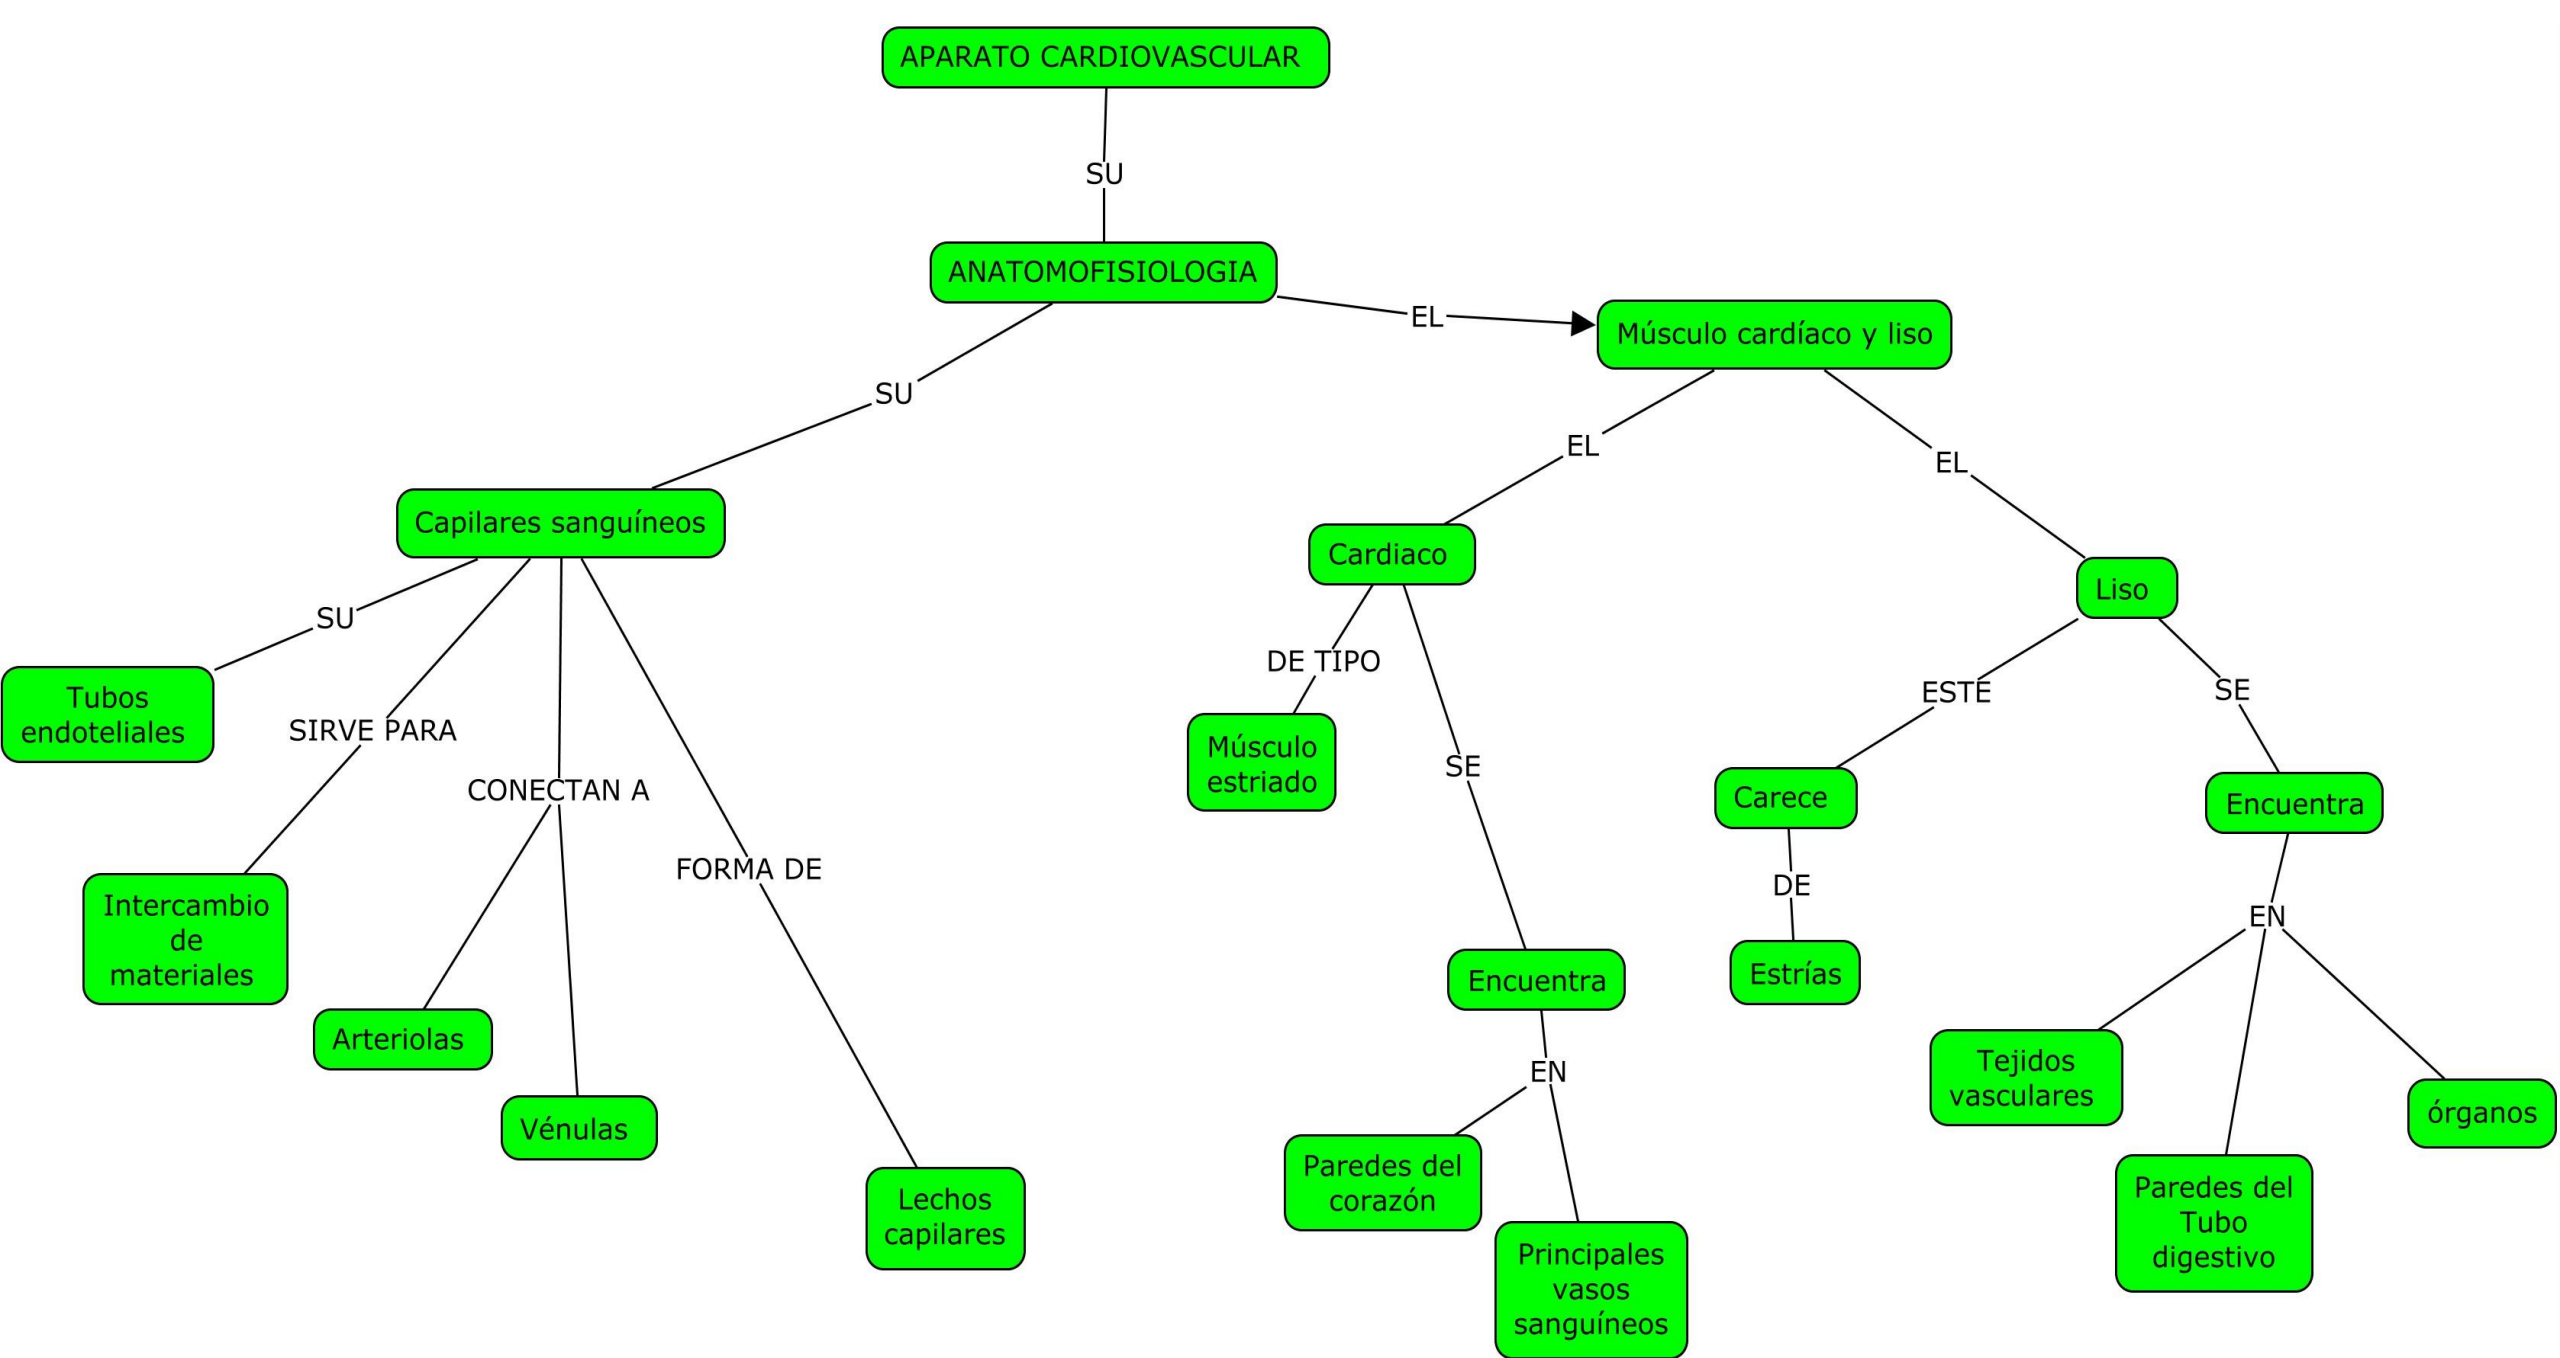 APARATO CARDIOVASCULAR
SU
ANATOMOFISIOLOGIA
EL
Músculo cardíaco y liso
SU
EL
EL
Capilares sanguíneos
Cardiaco
Liso
SU
DE TIPO
ESTÉ
SE
Tubos
endoteliales
SIRVE PARA
Músculo
estriado
SE
CONECTAN A
Carece
Encuentra
FORMA DE
DE
EN
Intercambio
de
materiales
Encuentra
Estrías
Arteriolas
EN
Tejidos
vasculares
órganos
Vénulas
Paredes del
corazón
Lechos
capilares
Paredes del
Tubo
digestivo
Principales
vasos
sanguíneos